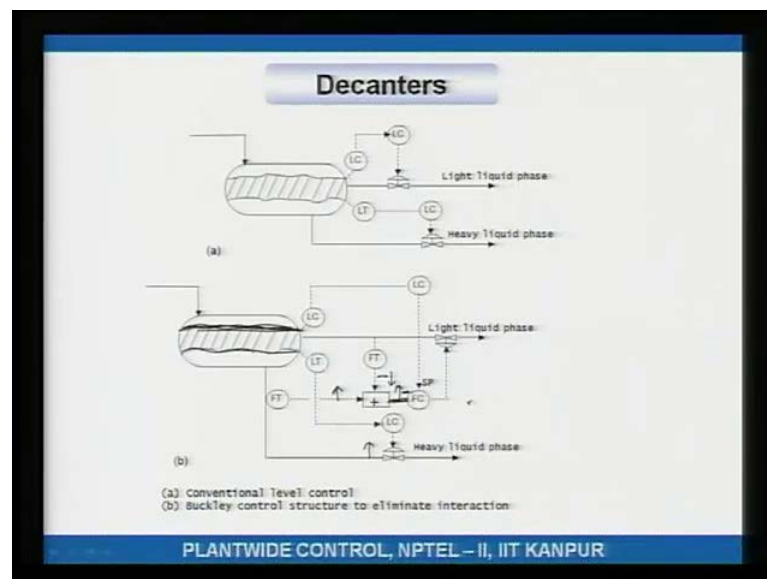 Decanters
LC
LC
Light liquid phase
LT
LC
Heavy liquid phase
(a)
LC
LC
Light liquid phase
LT
FT
SP
FT
+
FC
LC
Heavy liquid phase
(b)
(a) Conventional level control
(b) Buckley control structure to eliminate interaction
PLANTWIDE CONTROL, NPTEL – II, IIT KANPUR